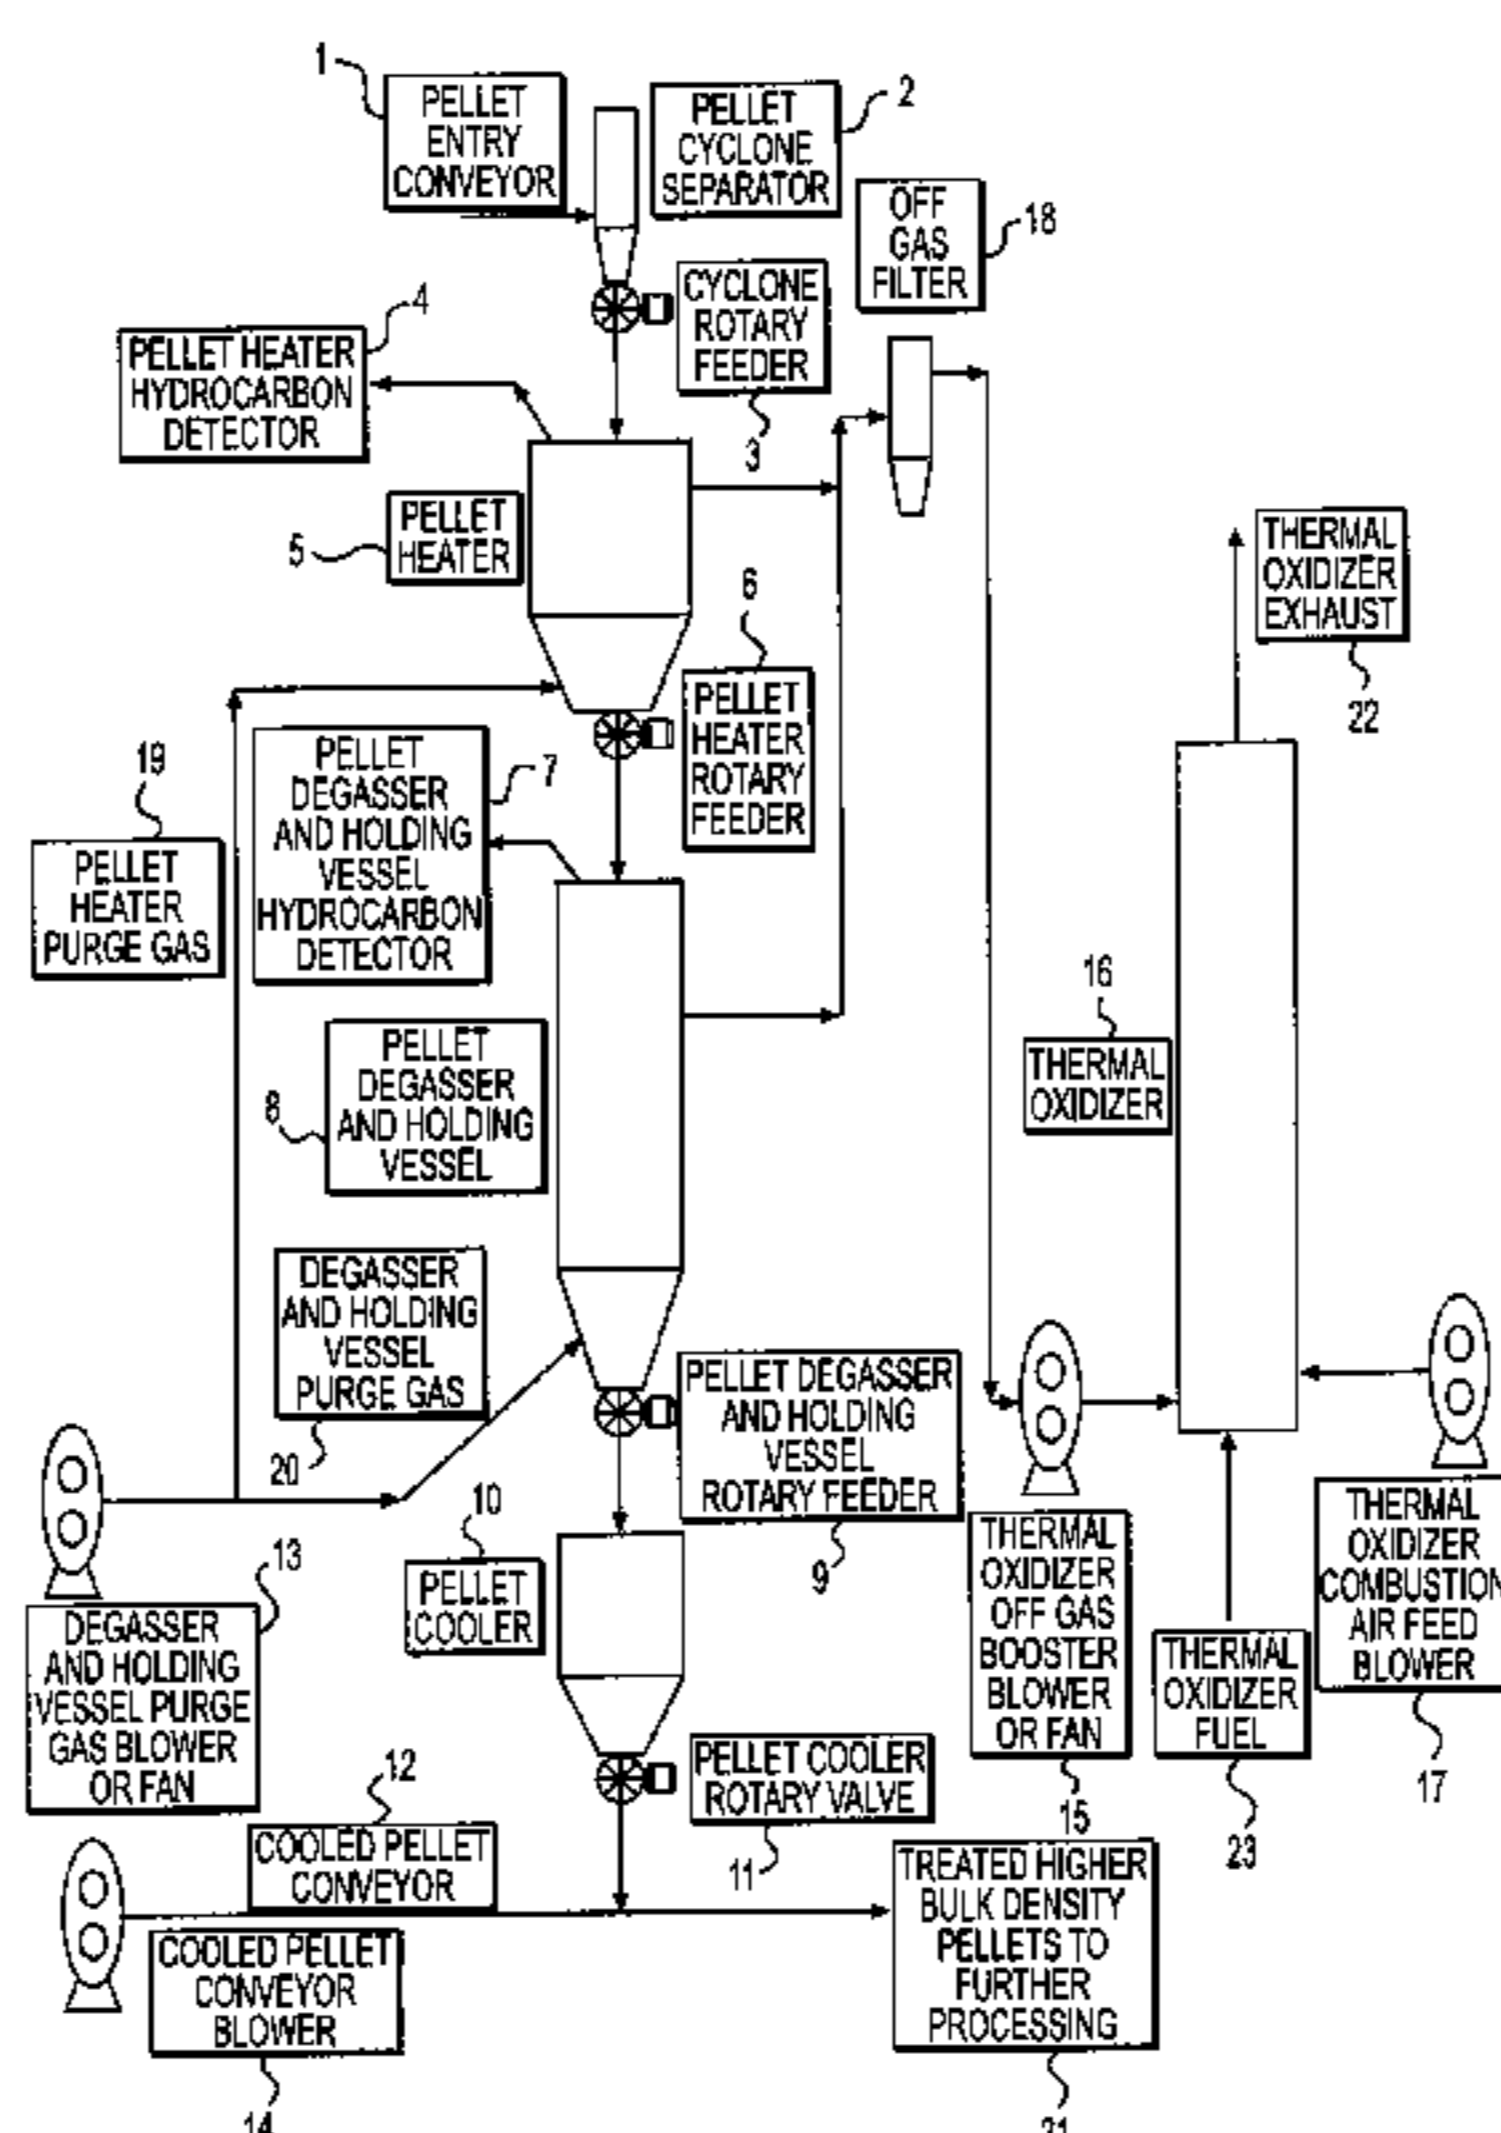 1
PELLET
ENTRY
CONVEYOR
PELLET
CYCLONE
SEPARATOR
2
OFF
GAS
FILTER
18
CYCLONE
ROTARY
FEEDER
3
4
PELLET HEATER
HYDROCARBON
DETECTOR
5
PELLET
HEATER
6
PELLET
HEATER
ROTARY
FEEDER
THERMAL
OXIDIZER
EXHAUST
22
19
PELLET
HEATER
PURGE GAS
PELLET
DEGASSER
AND HOLDING
VESSEL
HYDROCARBON
DETECTOR
7
8
PELLET
DEGASSER
AND HOLDING
VESSEL
16
THERMAL
OXIDIZER
DEGASSER
AND HOLDING
VESSEL
PURGE GAS
20
PELLET DEGASSER
AND HOLDING
VESSEL
ROTARY FEEDER
9
10
PELLET
COOLER
13
DEGASSER
AND HOLDING
VESSEL PURGE
GAS BLOWER
OR FAN
THERMAL
OXIDIZER
OFF GAS
BOOSTER
BLOWER
OR FAN
15
THERMAL
OXIDIZER
FUEL
23
THERMAL
OXIDIZER
COMBUSTION
AIR FEED
BLOWER
17
PELLET COOLER
ROTARY VALVE
11
12
COOLED PELLET
CONVEYOR
COOLED PELLET
CONVEYOR
BLOWER
14
TREATED HIGHER
BULK DENSITY
PELLETS TO
FURTHER
PROCESSING
21